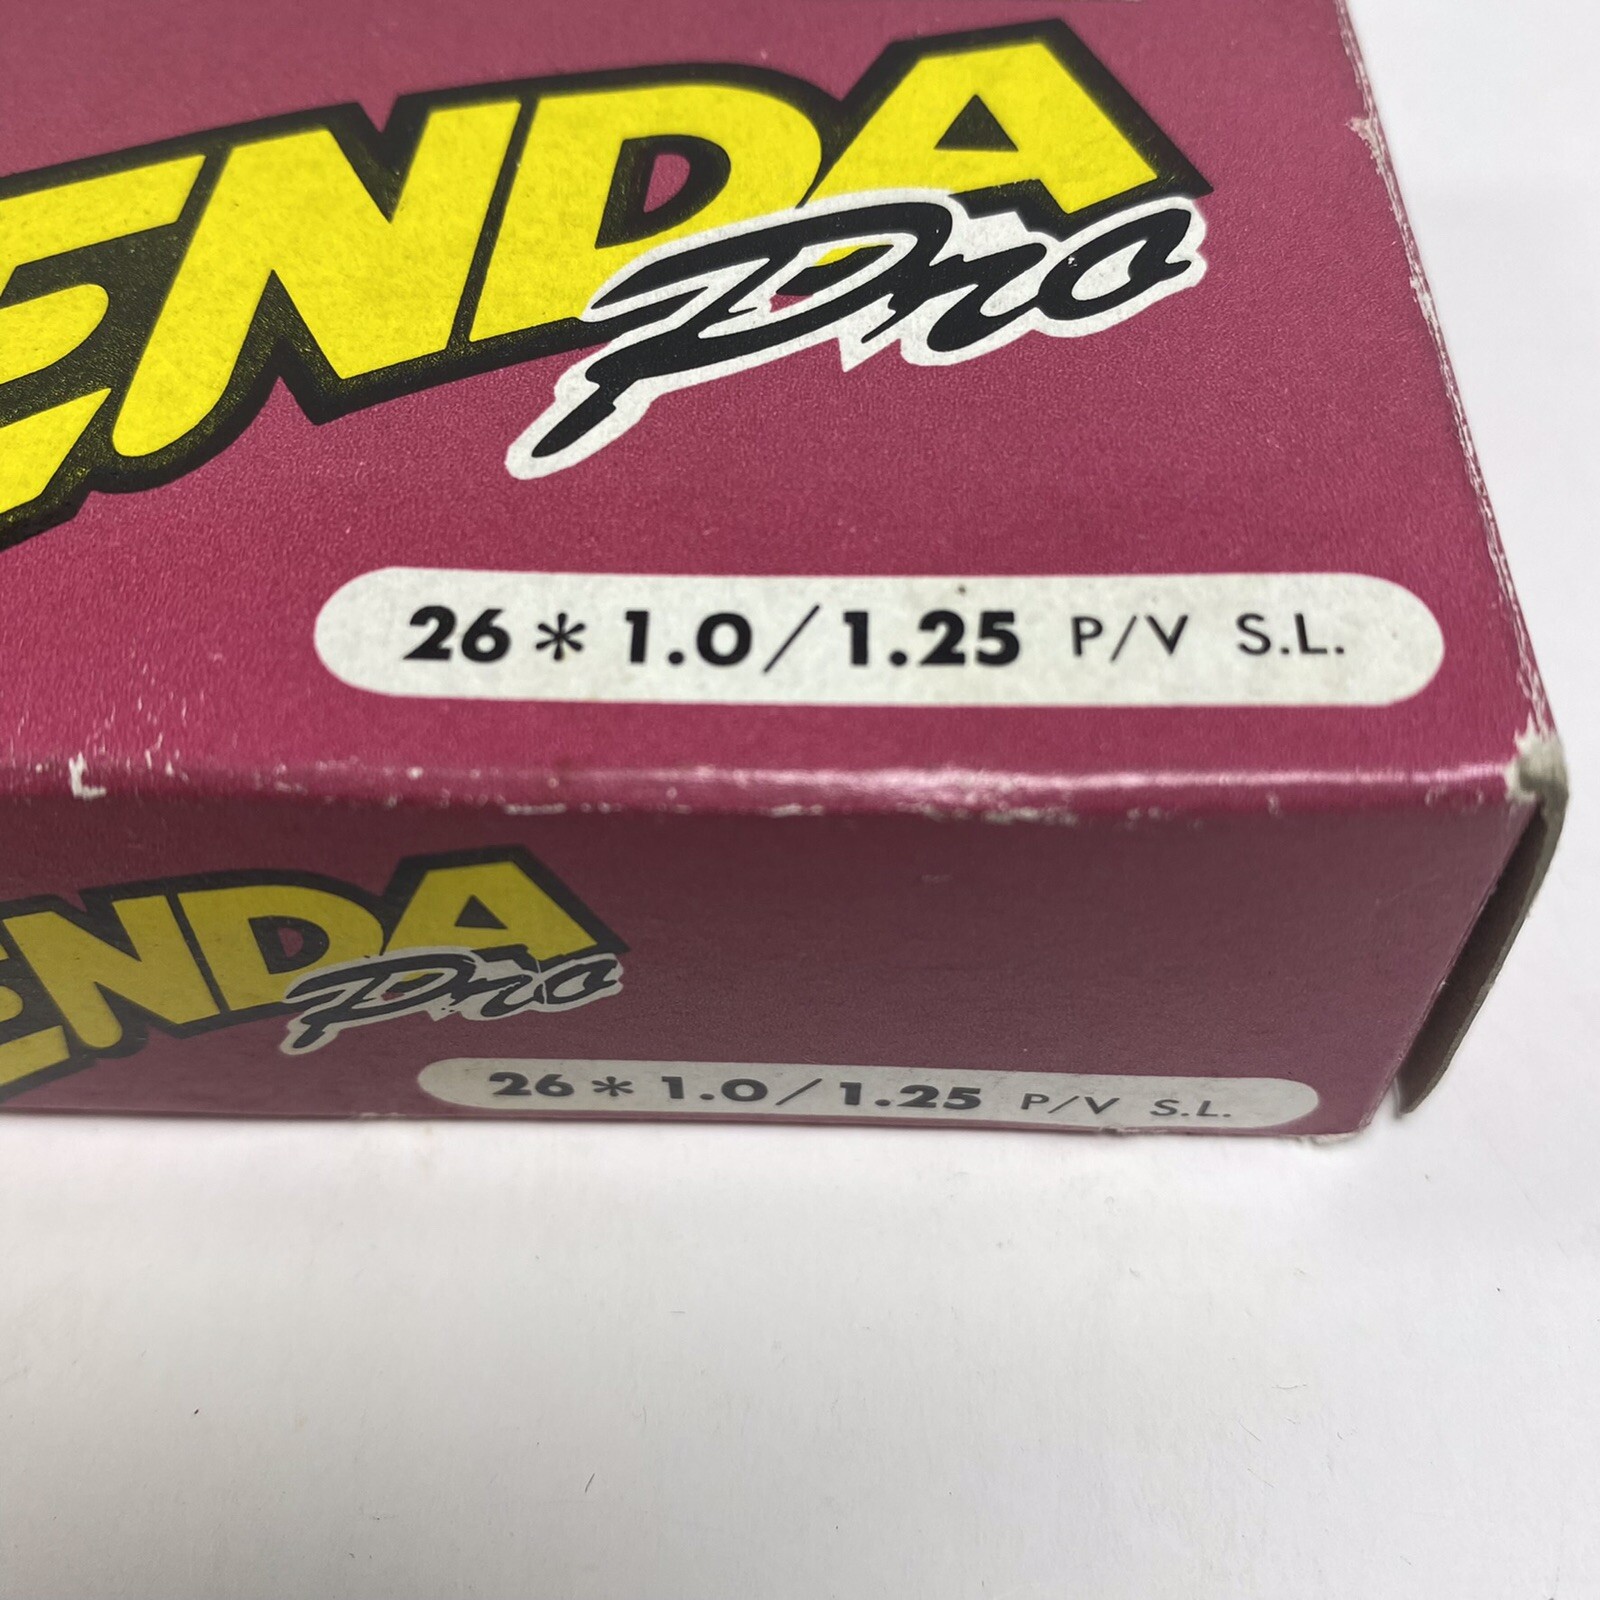 ENDA
Pro
26 * 1.0/1.25 P/V S.L.
ENDA
Pro
26 * 1.0/1.25 P/V S.L.